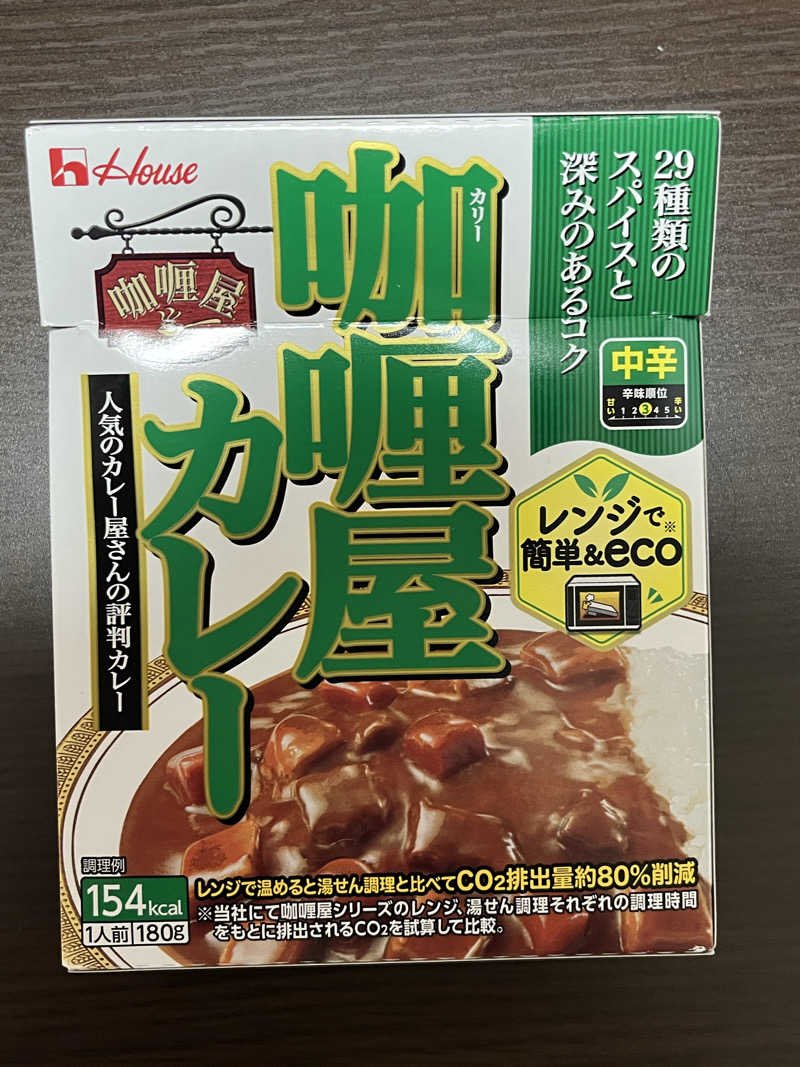 House
咖喱屋
カリー
咖喱屋
カレー
29種類の
スパイスと
深みのあるコク
中辛
辛味順位
甘い 1 2 3 4 5 辛い
人気のカレー屋さんの評判カレー
レンジで※
簡単&eco
調理例
154kcal
1人前 180g
レンジで温めると湯せん調理と比べてCO2排出量約80%削減
※当社にて咖喱屋シリーズのレンジ、湯せん調理それぞれの調理時間
をもとに排出されるCO2を試算して比較。